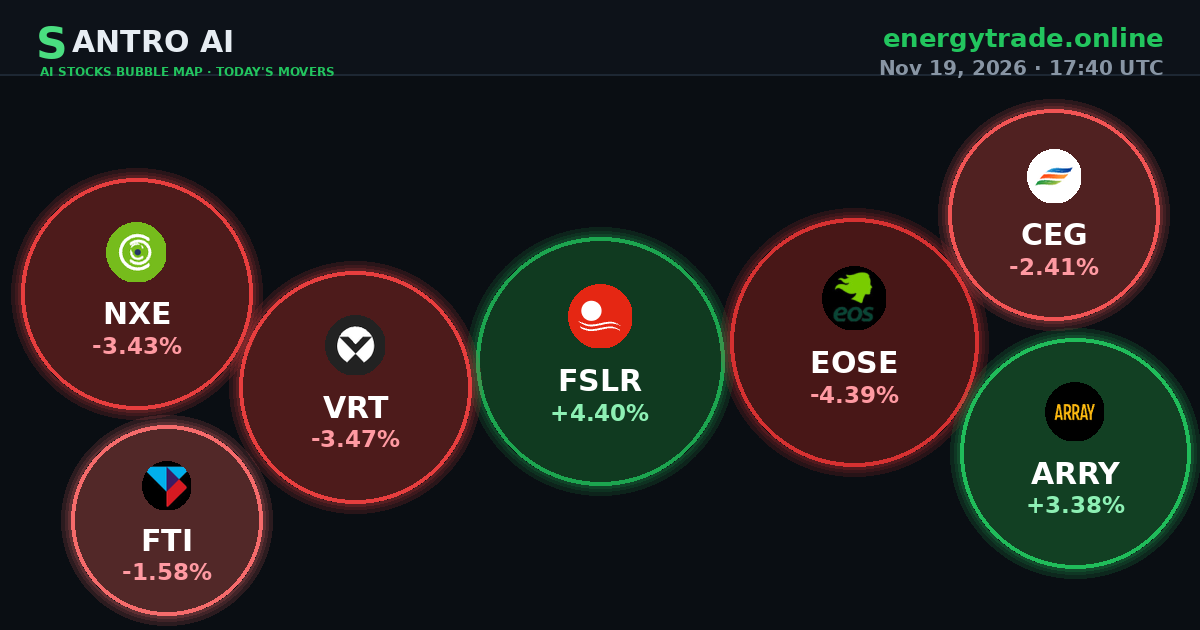 SANTRO AI
AI STOCKS BUBBLE MAP · TODAY'S MOVERS
energytrade.online
Nov 19, 2026 · 17:40 UTC
NXE
-3.43%
FTI
-1.58%
VRT
-3.47%
FSLR
+4.40%
eos
EOSE
-4.39%
CEG
-2.41%
ARRAY
ARRY
+3.38%